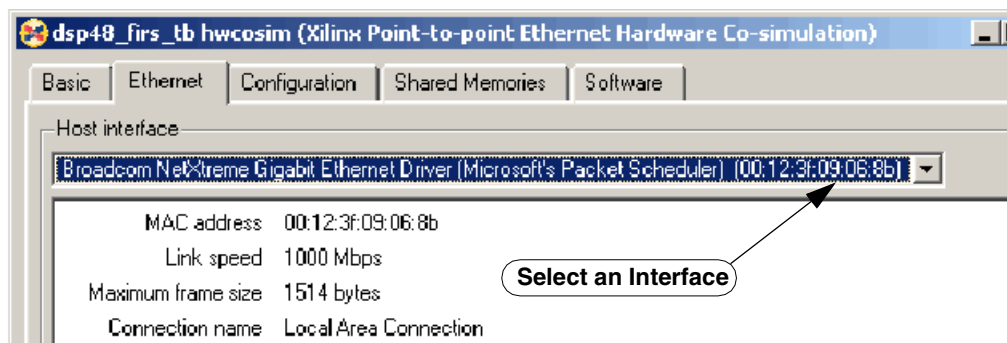 dsp48_firs_tb hwcosim (Xilinx Point-to-point Ethernet Hardware Co-simulation)
Basic Ethernet Configuration Shared Memories Software
Host interface
Broadcom NetXtreme Gigabit Ethernet Driver (Microsoft's Packet Scheduler) (00:12:3f:09:06:8b)
MAC address 00:12:3f:09:06:8b
Link speed 1000 Mbps
Select an Interface
Maximum frame size 1514 bytes
Connection name Local Area Connection